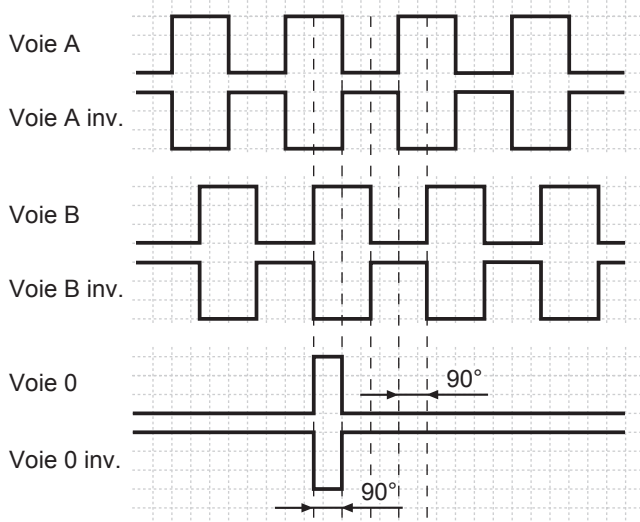 Voie A
Voie A inv.
Voie B
Voie B inv.
Voie 0
90°
Voie 0 inv.
90°